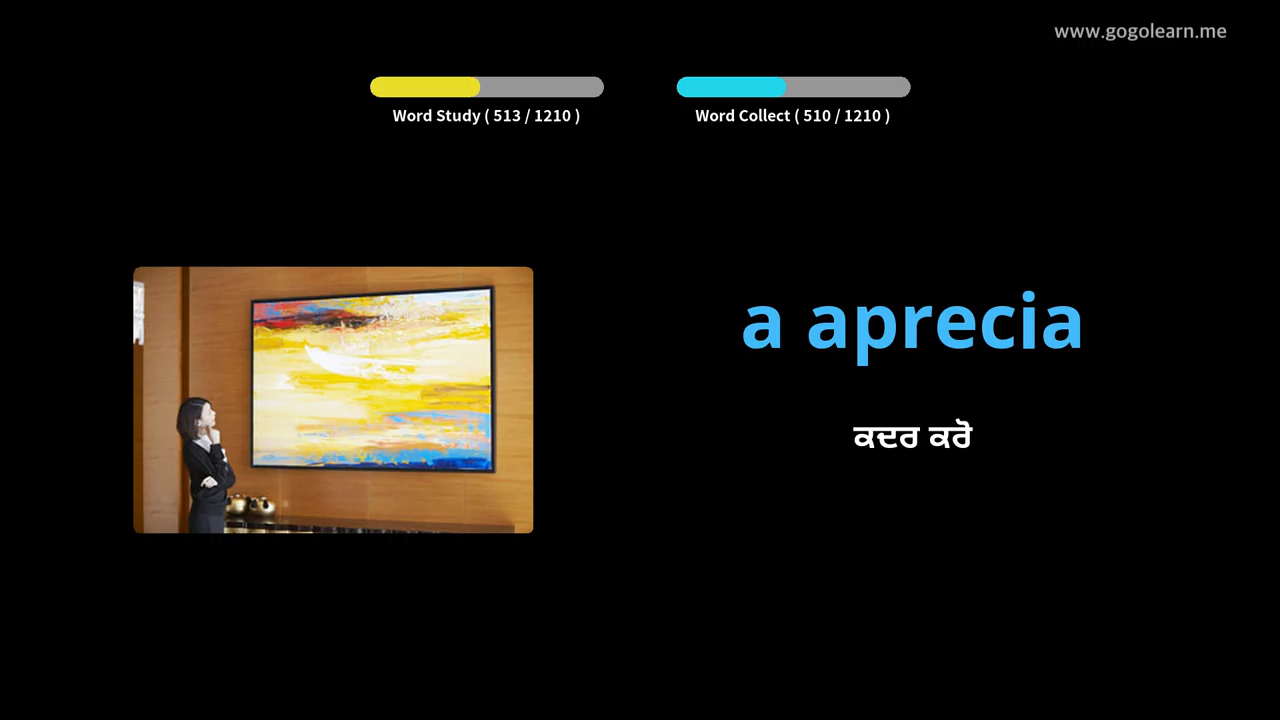 www.gogolearn.me
Word Study ( 513 / 1210 )
Word Collect ( 510 / 1210 )
a aprecia
ਕਦਰ ਕਰੋ